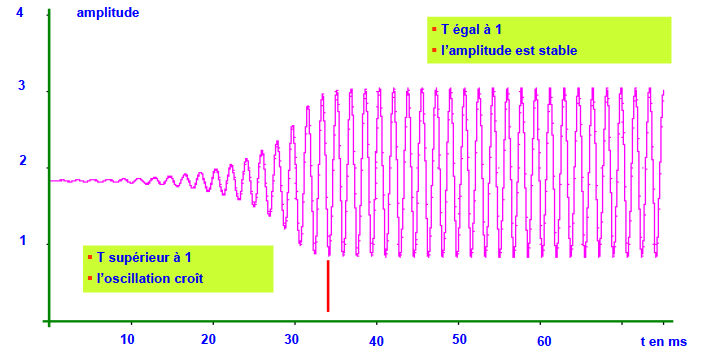 4 amplitude
▪ T égal à 1
▪ l’amplitude est stable
3
2
1
▪ T supérieur à 1
▪ l’oscillation croît
10 20 30 40 50 60 t en ms